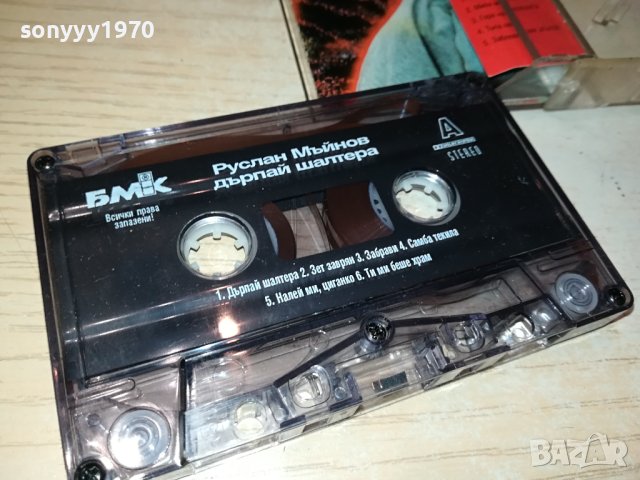 sonyyy1970
БМК
Всички права
запазени!
Руслан Мъйнов
дърпай шалтера
A
STEREO
1. Дърпай шалтера 2. Зет заврян 3. Забрави 4. Самба текила
5. Налей ми, циганко 6. Ти ми беше храм
BAZAR